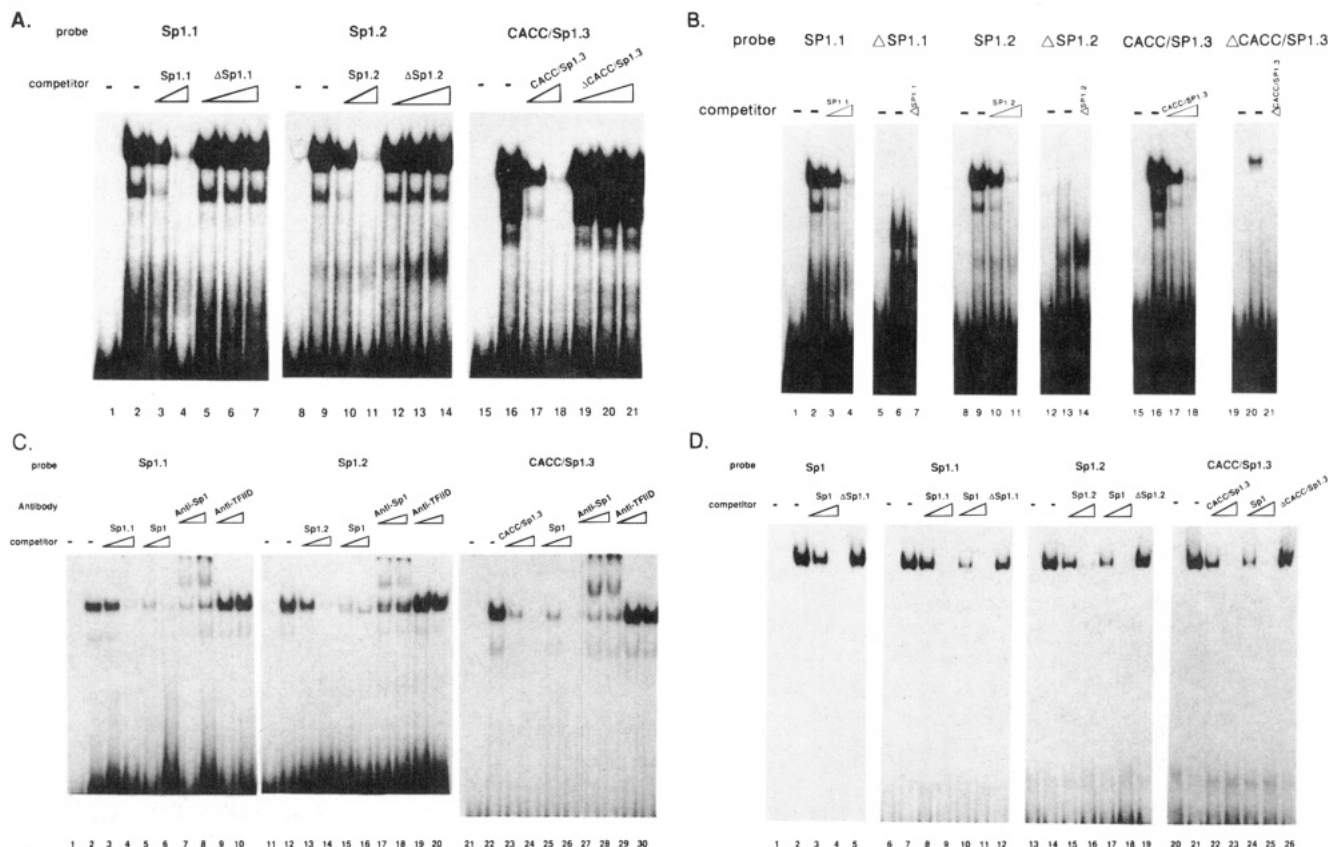 A.
probe Sp1.1 Sp1.2 CACC/Sp1.3
competitor - - Sp1.1 ΔSp1.1 - - Sp1.2 ΔSp1.2 - - CACC/Sp1.3 ΔCACC/Sp1.3
1 2 3 4 5 6 7 8 9 10 11 12 13 14 15 16 17 18 19 20 21
B.
probe SP1.1 △SP1.1 SP1.2 △SP1.2 CACC/SP1.3 △CACC/SP1.3
competitor - - SP1.1 - - △SP1.1 - - SP1.2 - - △SP1.2 - - CACC/SP1.3 - - △CACC/SP1.3
1 2 3 4 5 6 7 8 9 10 11 12 13 14 15 16 17 18 19 20 21
C.
probe Sp1.1 Sp1.2 CACC/Sp1.3
Antibody Anti-Sp1 Anti-TFIID Anti-Sp1 Anti-TFIID Anti-Sp1 Anti-TFIID
competitor - - Sp1.1 Sp1 - - Sp1.2 Sp1 - - CACC/Sp1.3 Sp1
1 2 3 4 5 6 7 8 9 10 11 12 13 14 15 16 17 18 19 20 21 22 23 24 25 26 27 28 29 30
D.
probe Sp1 Sp1.1 Sp1.2 CACC/Sp1.3
competitor - - Sp1 ΔSp1.1 - - Sp1.1 Sp1 ΔSp1.1 - - Sp1.2 Sp1 ΔSp1.2 - - CACC/Sp1.3 Sp1 ΔCACC/Sp1.3
1 2 3 4 5 6 7 8 9 10 11 12 13 14 15 16 17 18 19 20 21 22 23 24 25 26